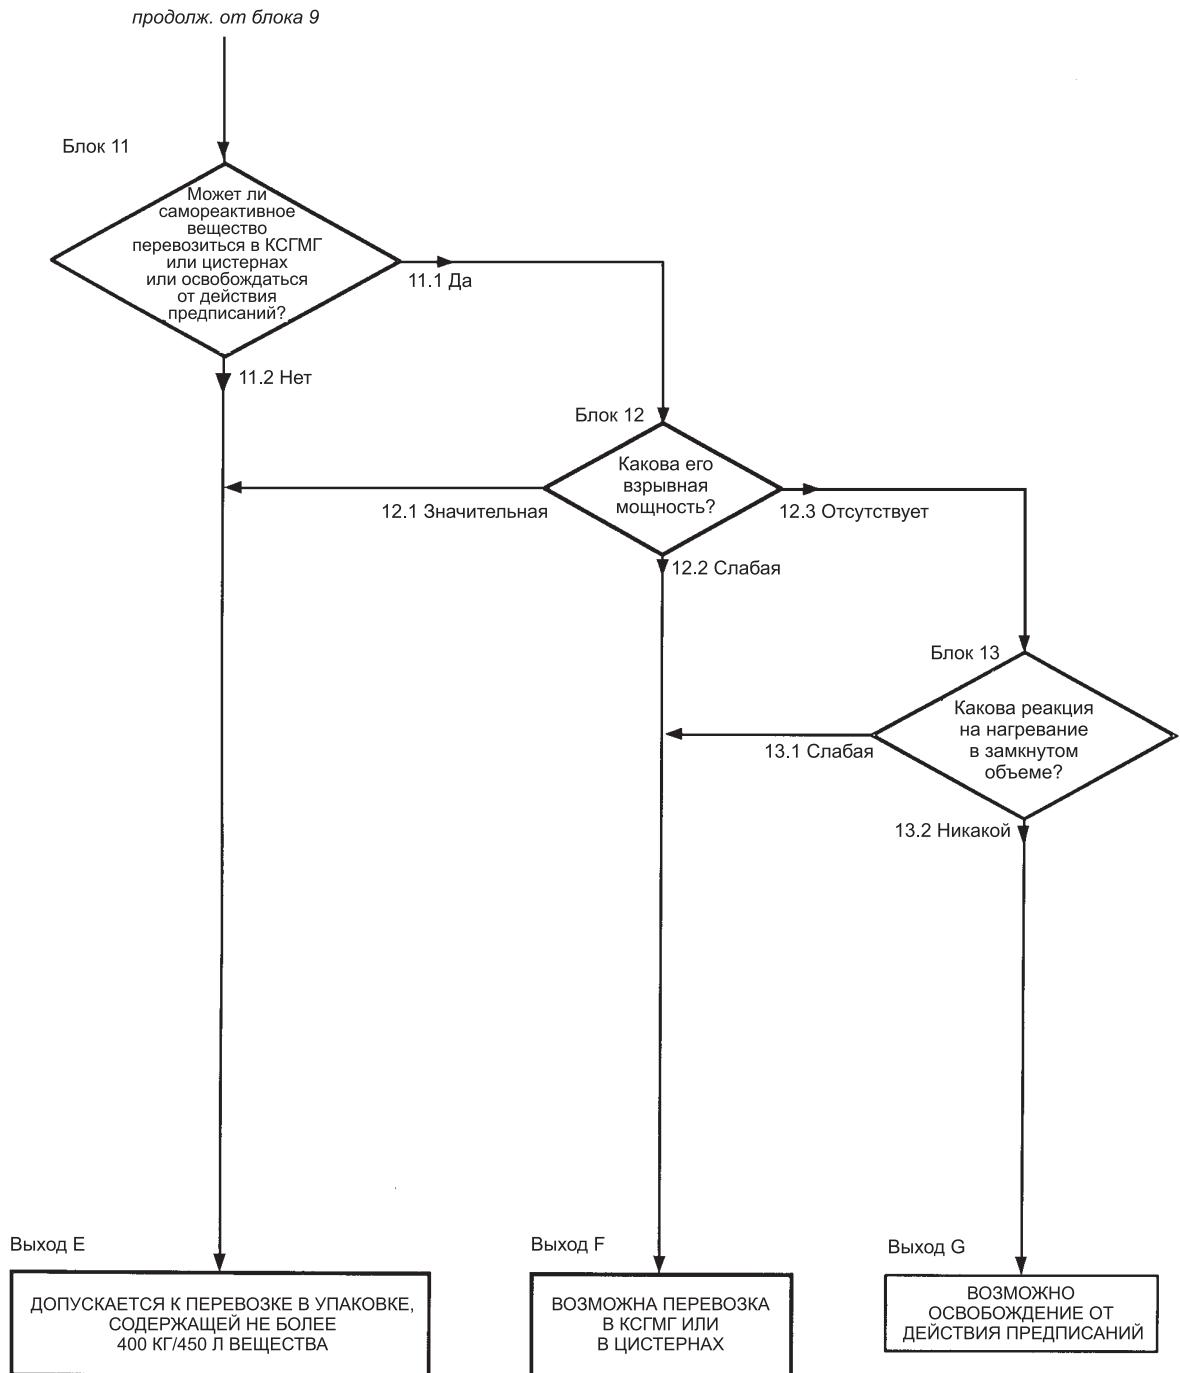 продолж. от блока 9
Блок 11
Может ли
самореактивное
вещество
перевозиться в КСГМГ
или цистернах
или освобождаться
от действия
предписаний?
11.1 Да
11.2 Нет
Блок 12
Какова его
взрывная
мощность?
12.1 Значительная
12.3 Отсутствует
12.2 Слабая
Блок 13
Какова реакция
на нагревание
в замкнутом
объеме?
13.1 Слабая
13.2 Никакой
Выход E
ДОПУСКАЕТСЯ К ПЕРЕВОЗКЕ В УПАКОВКЕ,
СОДЕРЖАЩЕЙ НЕ БОЛЕЕ
400 КГ/450 Л ВЕЩЕСТВА
Выход F
ВОЗМОЖНА ПЕРЕВОЗКА
В КСГМГ ИЛИ
В ЦИСТЕРНАХ
Выход G
ВОЗМОЖНО
ОСВОБОЖДЕНИЕ ОТ
ДЕЙСТВИЯ ПРЕДПИСАНИЙ